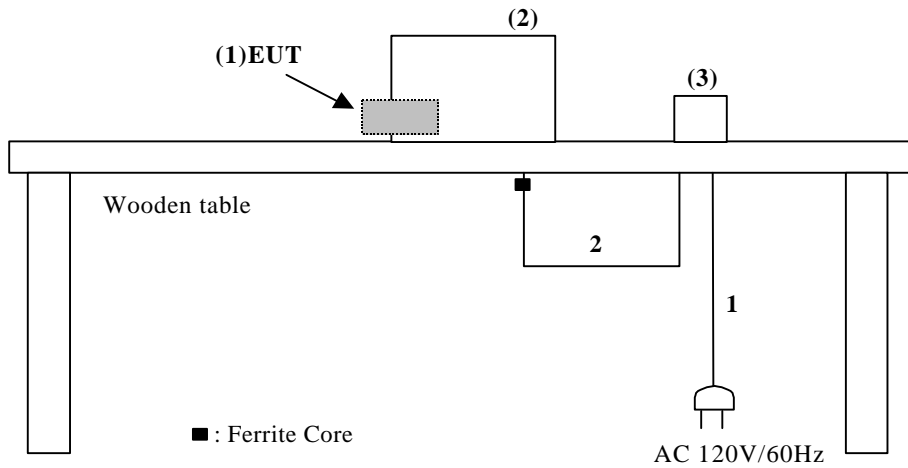 (2)
(1)EUT
(3)
Wooden table
2
1
: Ferrite Core
AC 120V/60Hz